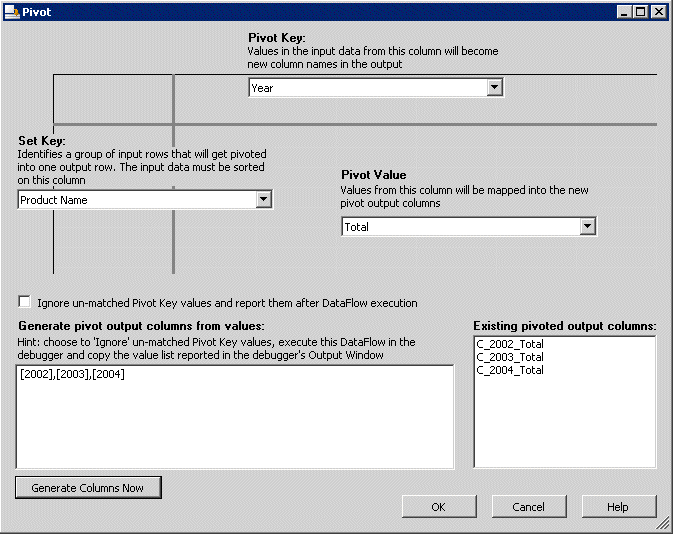 Pivot
Pivot Key:
Values in the input data from this column will become
new column names in the output
Year
Set Key:
Identifies a group of input rows that will get pivoted
into one output row. The input data must be sorted
on this column
Product Name
Pivot Value
Values from this column will be mapped into the new
pivot output columns
Total
Ignore un-matched Pivot Key values and report them after DataFlow execution
Generate pivot output columns from values:
Hint: choose to 'Ignore' un-matched Pivot Key values, execute this DataFlow in the
debugger and copy the value list reported in the debugger's Output Window
[2002],[2003],[2004]
Existing pivoted output columns:
C_2002_Total
C_2003_Total
C_2004_Total
Generate Columns Now
OK
Cancel
Help